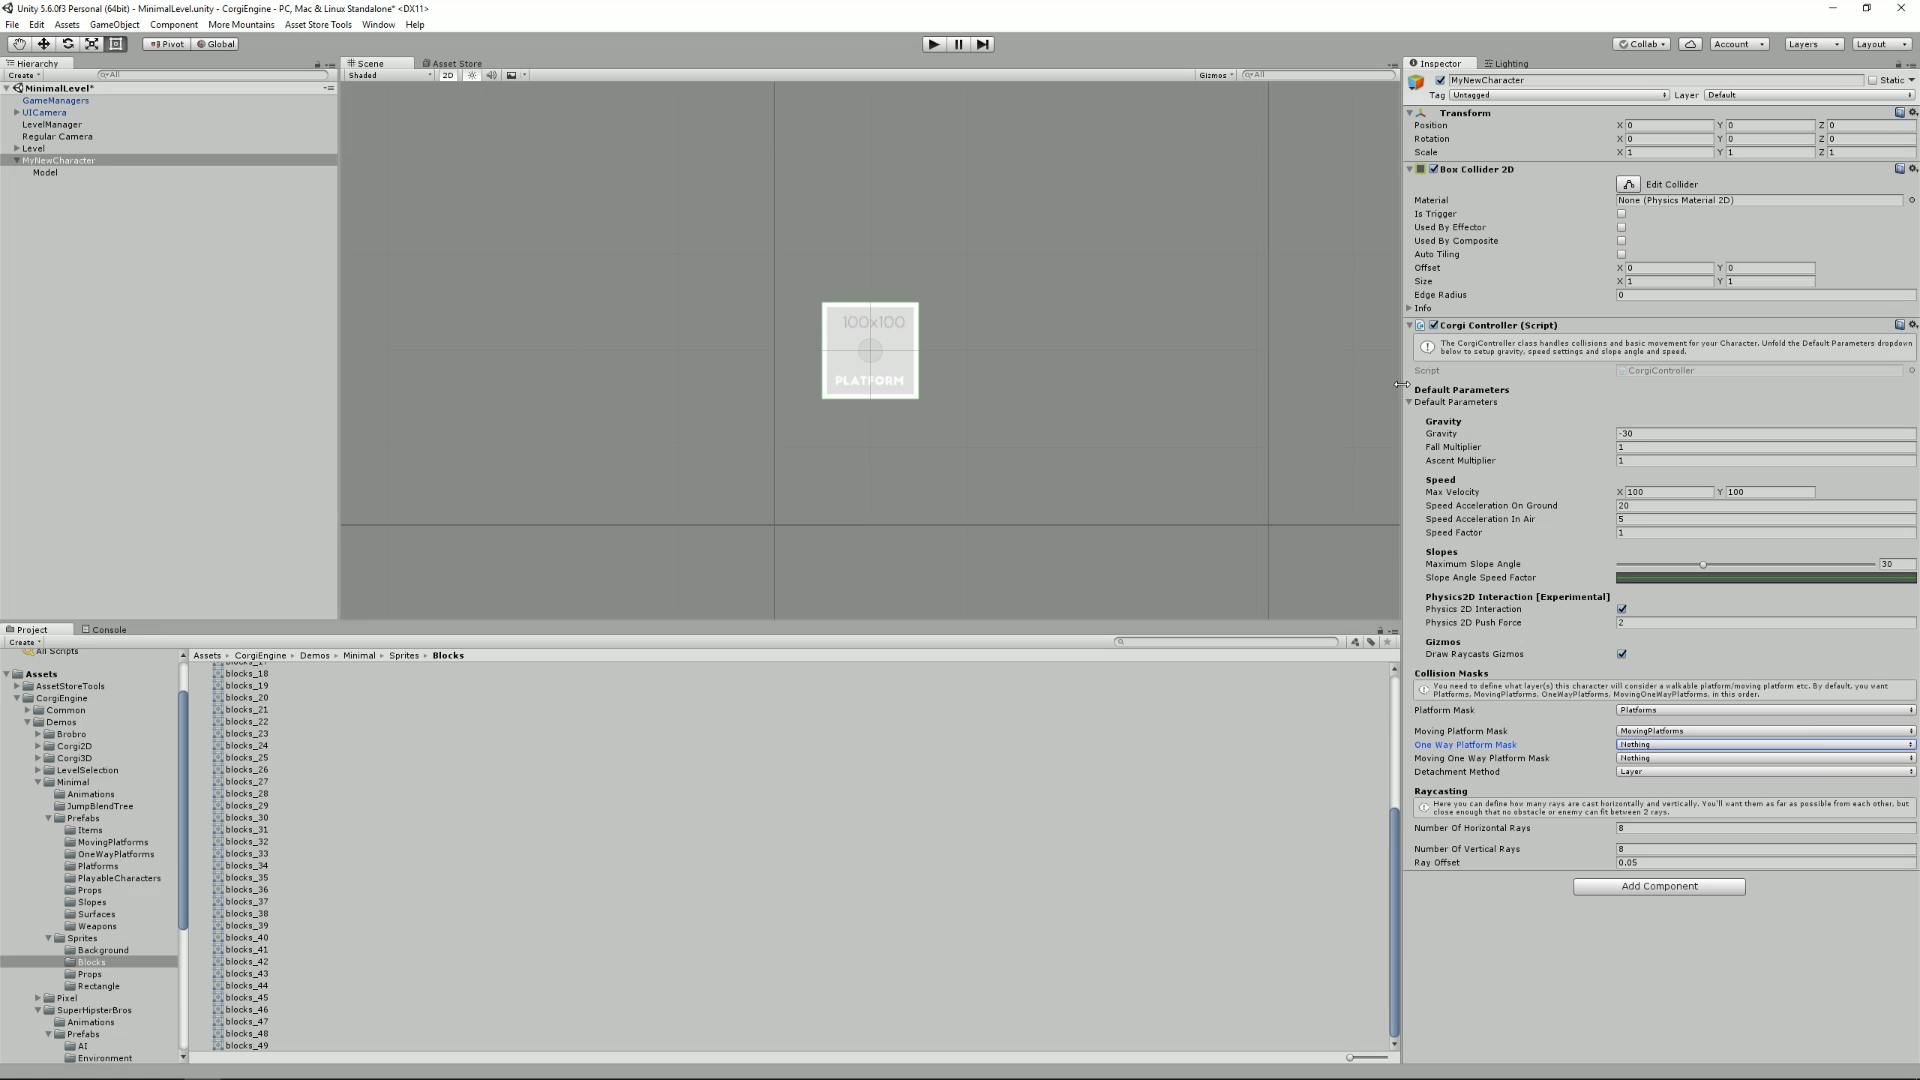 Unity 5.6.0f3 Personal (64bit) - MinimalLevel.unity - CorgiEngine - PC, Mac & Linux Standalone* <DX11>
File Edit Assets GameObject Component More Mountains Asset Store Tools Window Help
Pivot Global Collab Account Layers Layout
Hierarchy
Create All
MinimalLevel*
GameManagers
UICamera
LevelManager
Regular Camera
Level
MyNewCharacter
Model
Scene Asset Store
Shaded 2D Gizmos All
100x100
PLATFORM
Project Console
Create
All Scripts
Assets
AssetStoreTools
CorgiEngine
Common
Demos
Brobro
Corgi2D
Corgi3D
LevelSelection
Minimal
Animations
JumpBlendTree
Prefabs
Items
MovingPlatforms
OneWayPlatforms
Platforms
PlayableCharacters
Props
Slopes
Surfaces
Weapons
Sprites
Background
Blocks
Props
Rectangle
Pixel
SuperHipsterBros
Animations
Prefabs
AI
Environment
Assets CorgiEngine Demos Minimal Sprites Blocks
blocks_17
blocks_18
blocks_19
blocks_20
blocks_21
blocks_22
blocks_23
blocks_24
blocks_25
blocks_26
blocks_27
blocks_28
blocks_29
blocks_30
blocks_31
blocks_32
blocks_33
blocks_34
blocks_35
blocks_36
blocks_37
blocks_38
blocks_39
blocks_40
blocks_41
blocks_42
blocks_43
blocks_44
blocks_45
blocks_46
blocks_47
blocks_48
blocks_49
Inspector Lighting
MyNewCharacter Static
Tag Untagged Layer Default
Transform
Position X 0 Y 0 Z 0
Rotation X 0 Y 0 Z 0
Scale X 1 Y 1 Z 1
Box Collider 2D
Edit Collider
Material None (Physics Material 2D)
Is Trigger
Used By Effector
Used By Composite
Auto Tiling
Offset X 0 Y 0
Size X 1 Y 1
Edge Radius 0
Info
Corgi Controller (Script)
The CorgiController class handles collisions and basic movement for your Character. Unfold the Default Parameters dropdown
below to setup gravity, speed settings and slope angle and speed.
Script CorgiController
Default Parameters
Default Parameters
Gravity
Gravity -30
Fall Multiplier 1
Ascent Multiplier 1
Speed
Max Velocity X 100 Y 100
Speed Acceleration On Ground 20
Speed Acceleration In Air 5
Speed Factor 1
Slopes
Maximum Slope Angle 30
Slope Angle Speed Factor
Physics2D Interaction [Experimental]
Physics 2D Interaction
Physics 2D Push Force 2
Gizmos
Draw Raycasts Gizmos
Collision Masks
You need to define what layer(s) this character will consider a walkable platform/moving platform etc. By default, you want
Platforms, MovingPlatforms, OneWayPlatforms, MovingOneWayPlatforms, in this order.
Platform Mask Platforms
Moving Platform Mask MovingPlatforms
One Way Platform Mask Nothing
Moving One Way Platform Mask Nothing
Detachment Method Layer
Raycasting
Here you can define how many rays are cast horizontally and vertically. You'll want them as far as possible from each other, but
close enough that no obstacle or enemy can fit between 2 rays.
Number Of Horizontal Rays 8
Number Of Vertical Rays 8
Ray Offset 0.05
Add Component